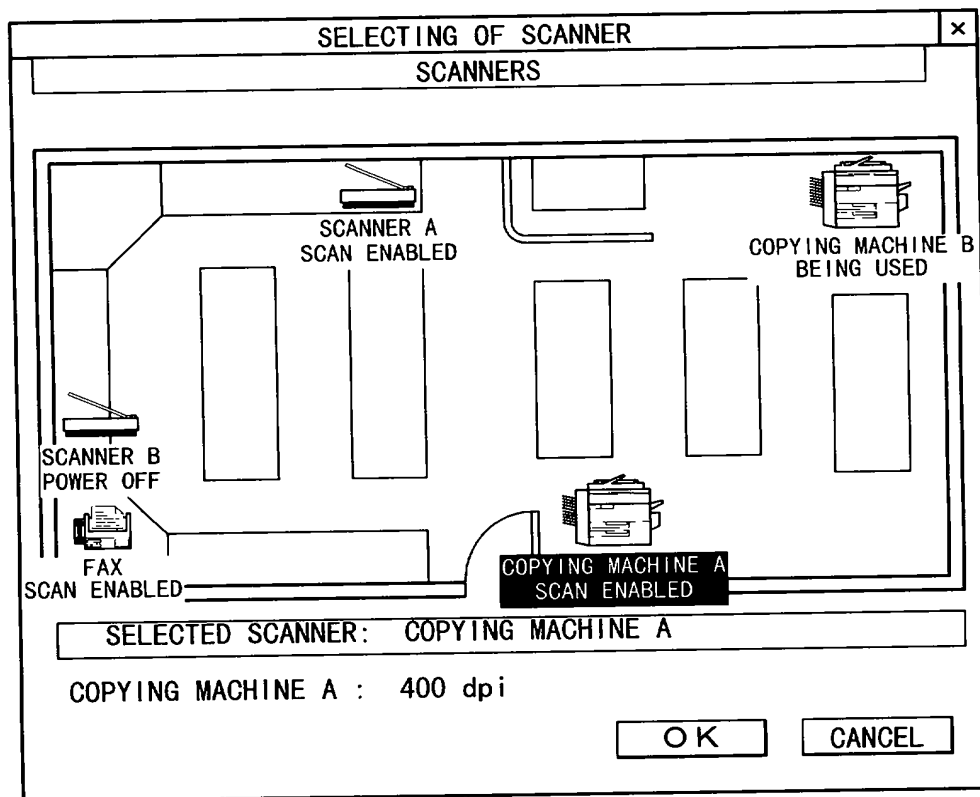 SELECTING OF SCANNER ×
SCANNERS
SCANNER A
SCAN ENABLED
COPYING MACHINE B
BEING USED
SCANNER B
POWER OFF
FAX
SCAN ENABLED
COPYING MACHINE A
SCAN ENABLED
SELECTED SCANNER: COPYING MACHINE A
COPYING MACHINE A : 400 dpi
OK CANCEL